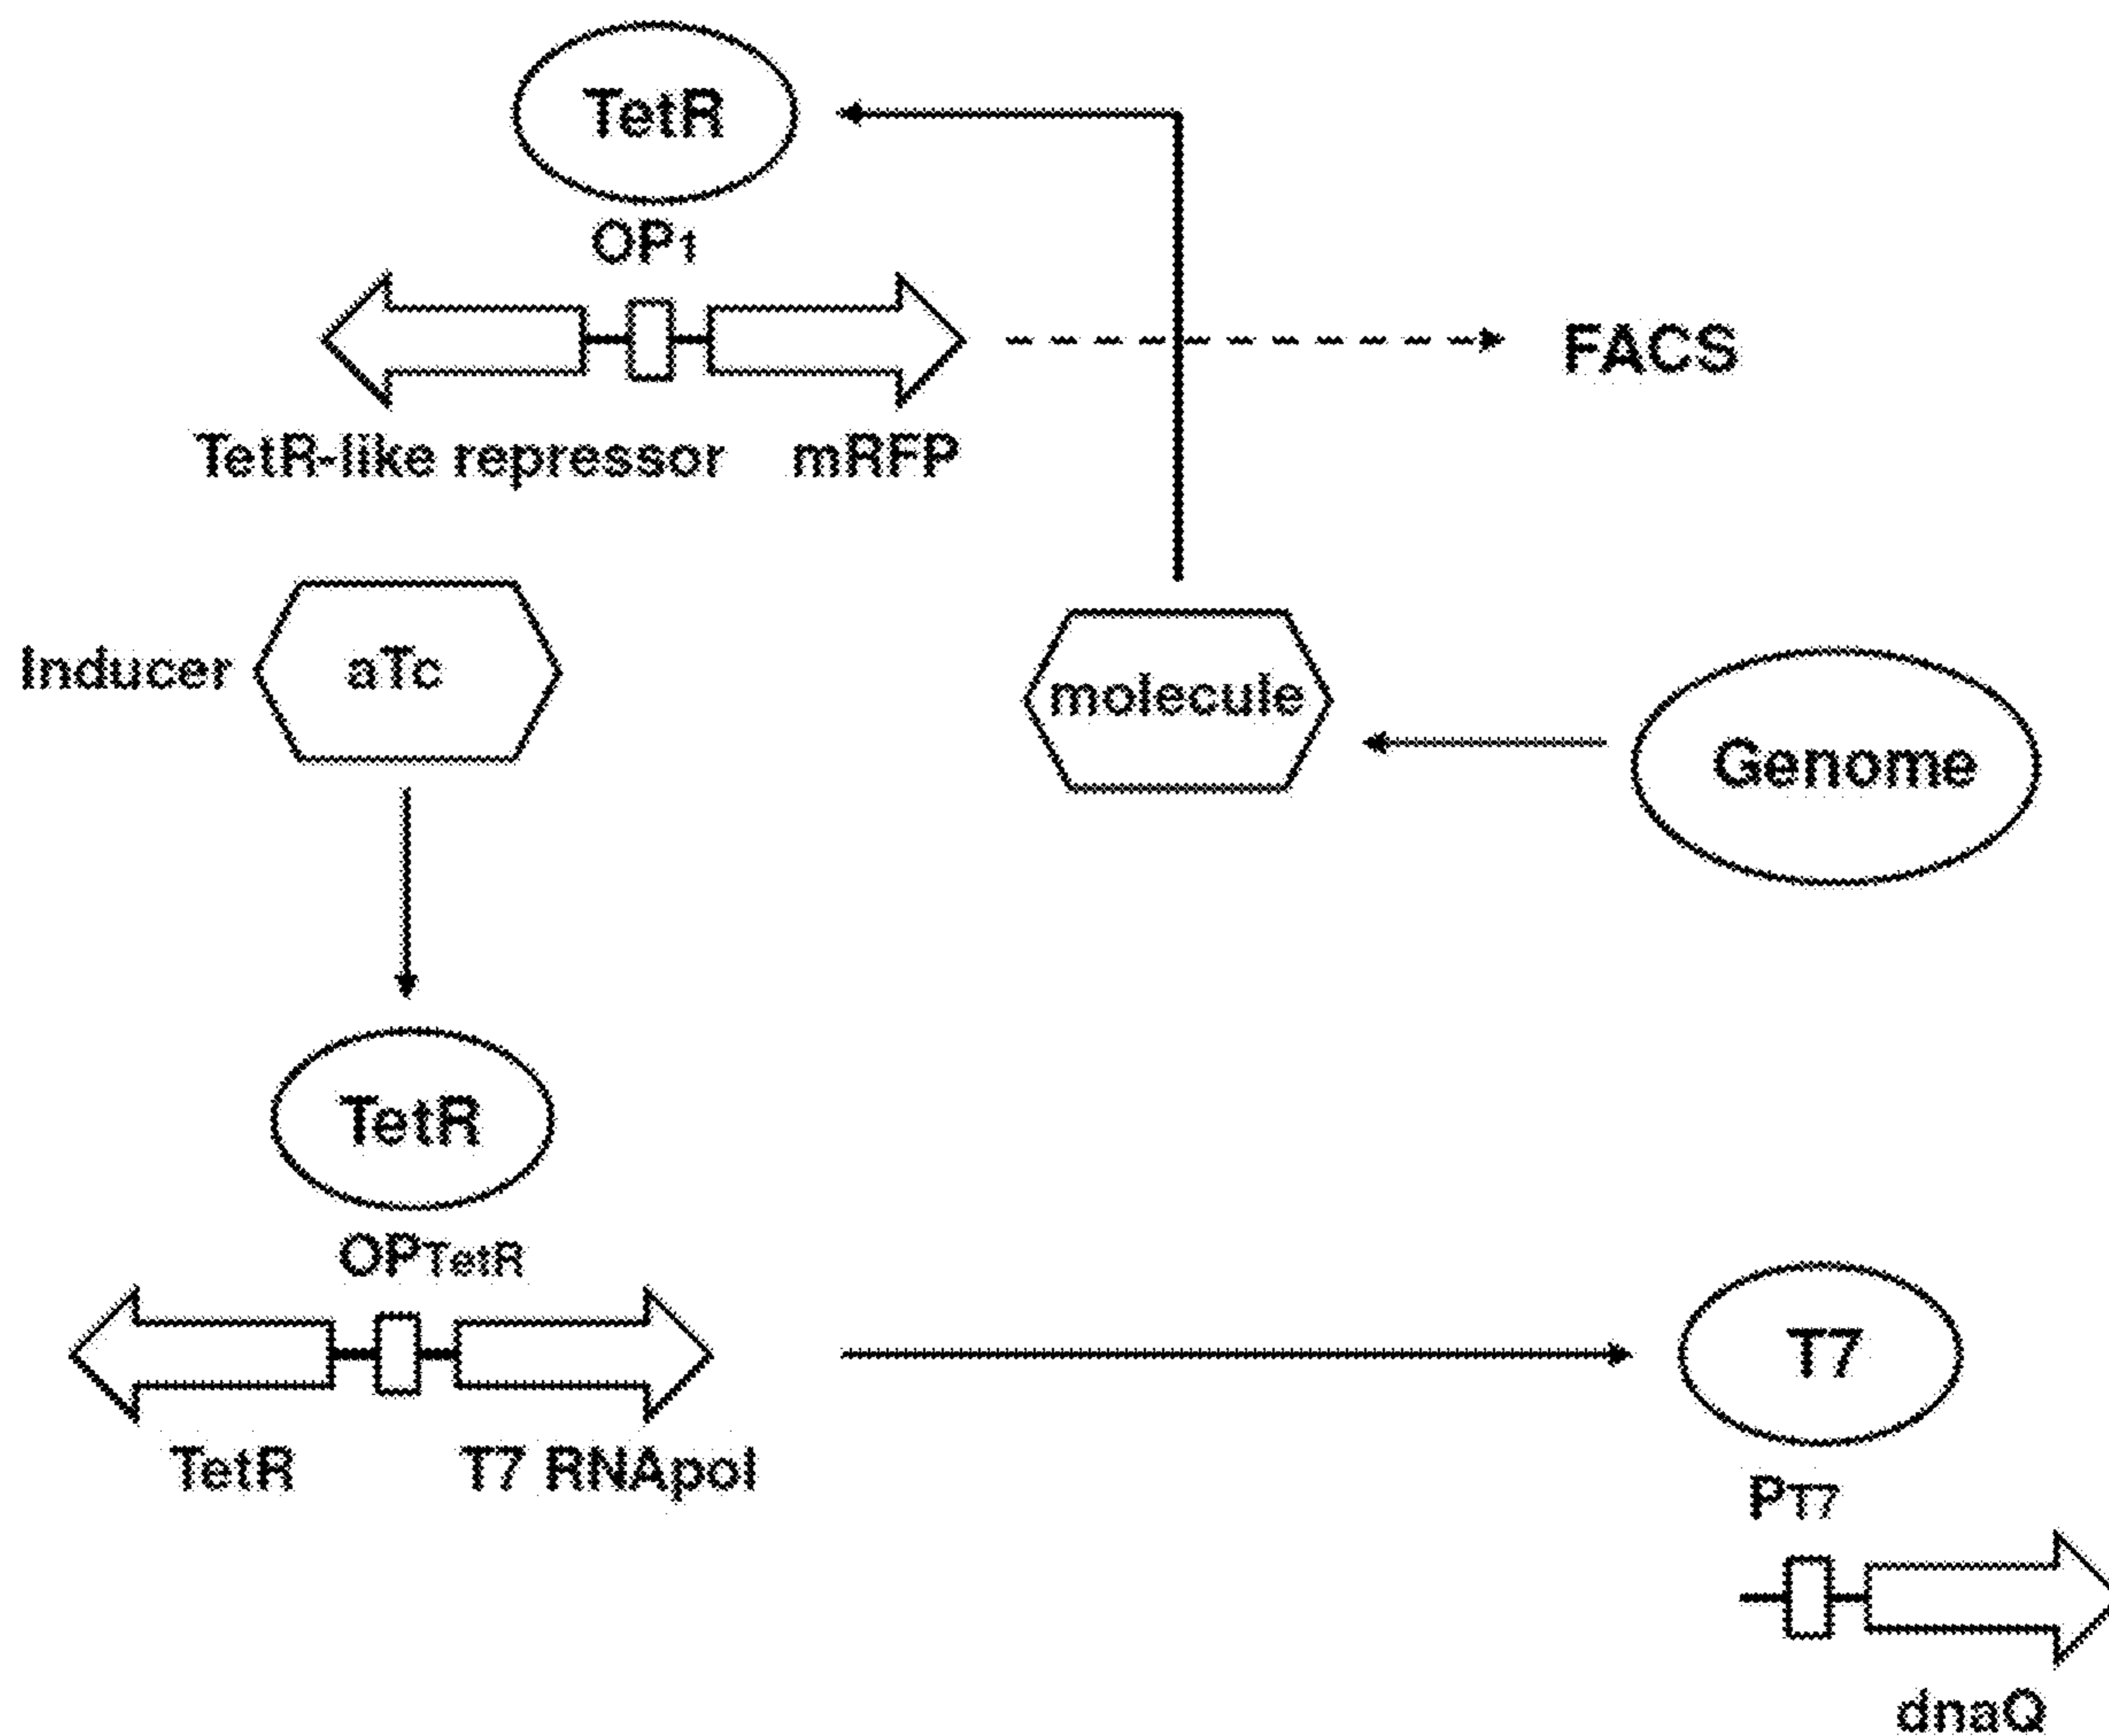 TetR
OP1
FACS
TetR-like repressor mRFP
Inducer aTc
molecule
Genome
TetR
OPTetR
T7
TetR T7 RNApol
PT7
dnaQ